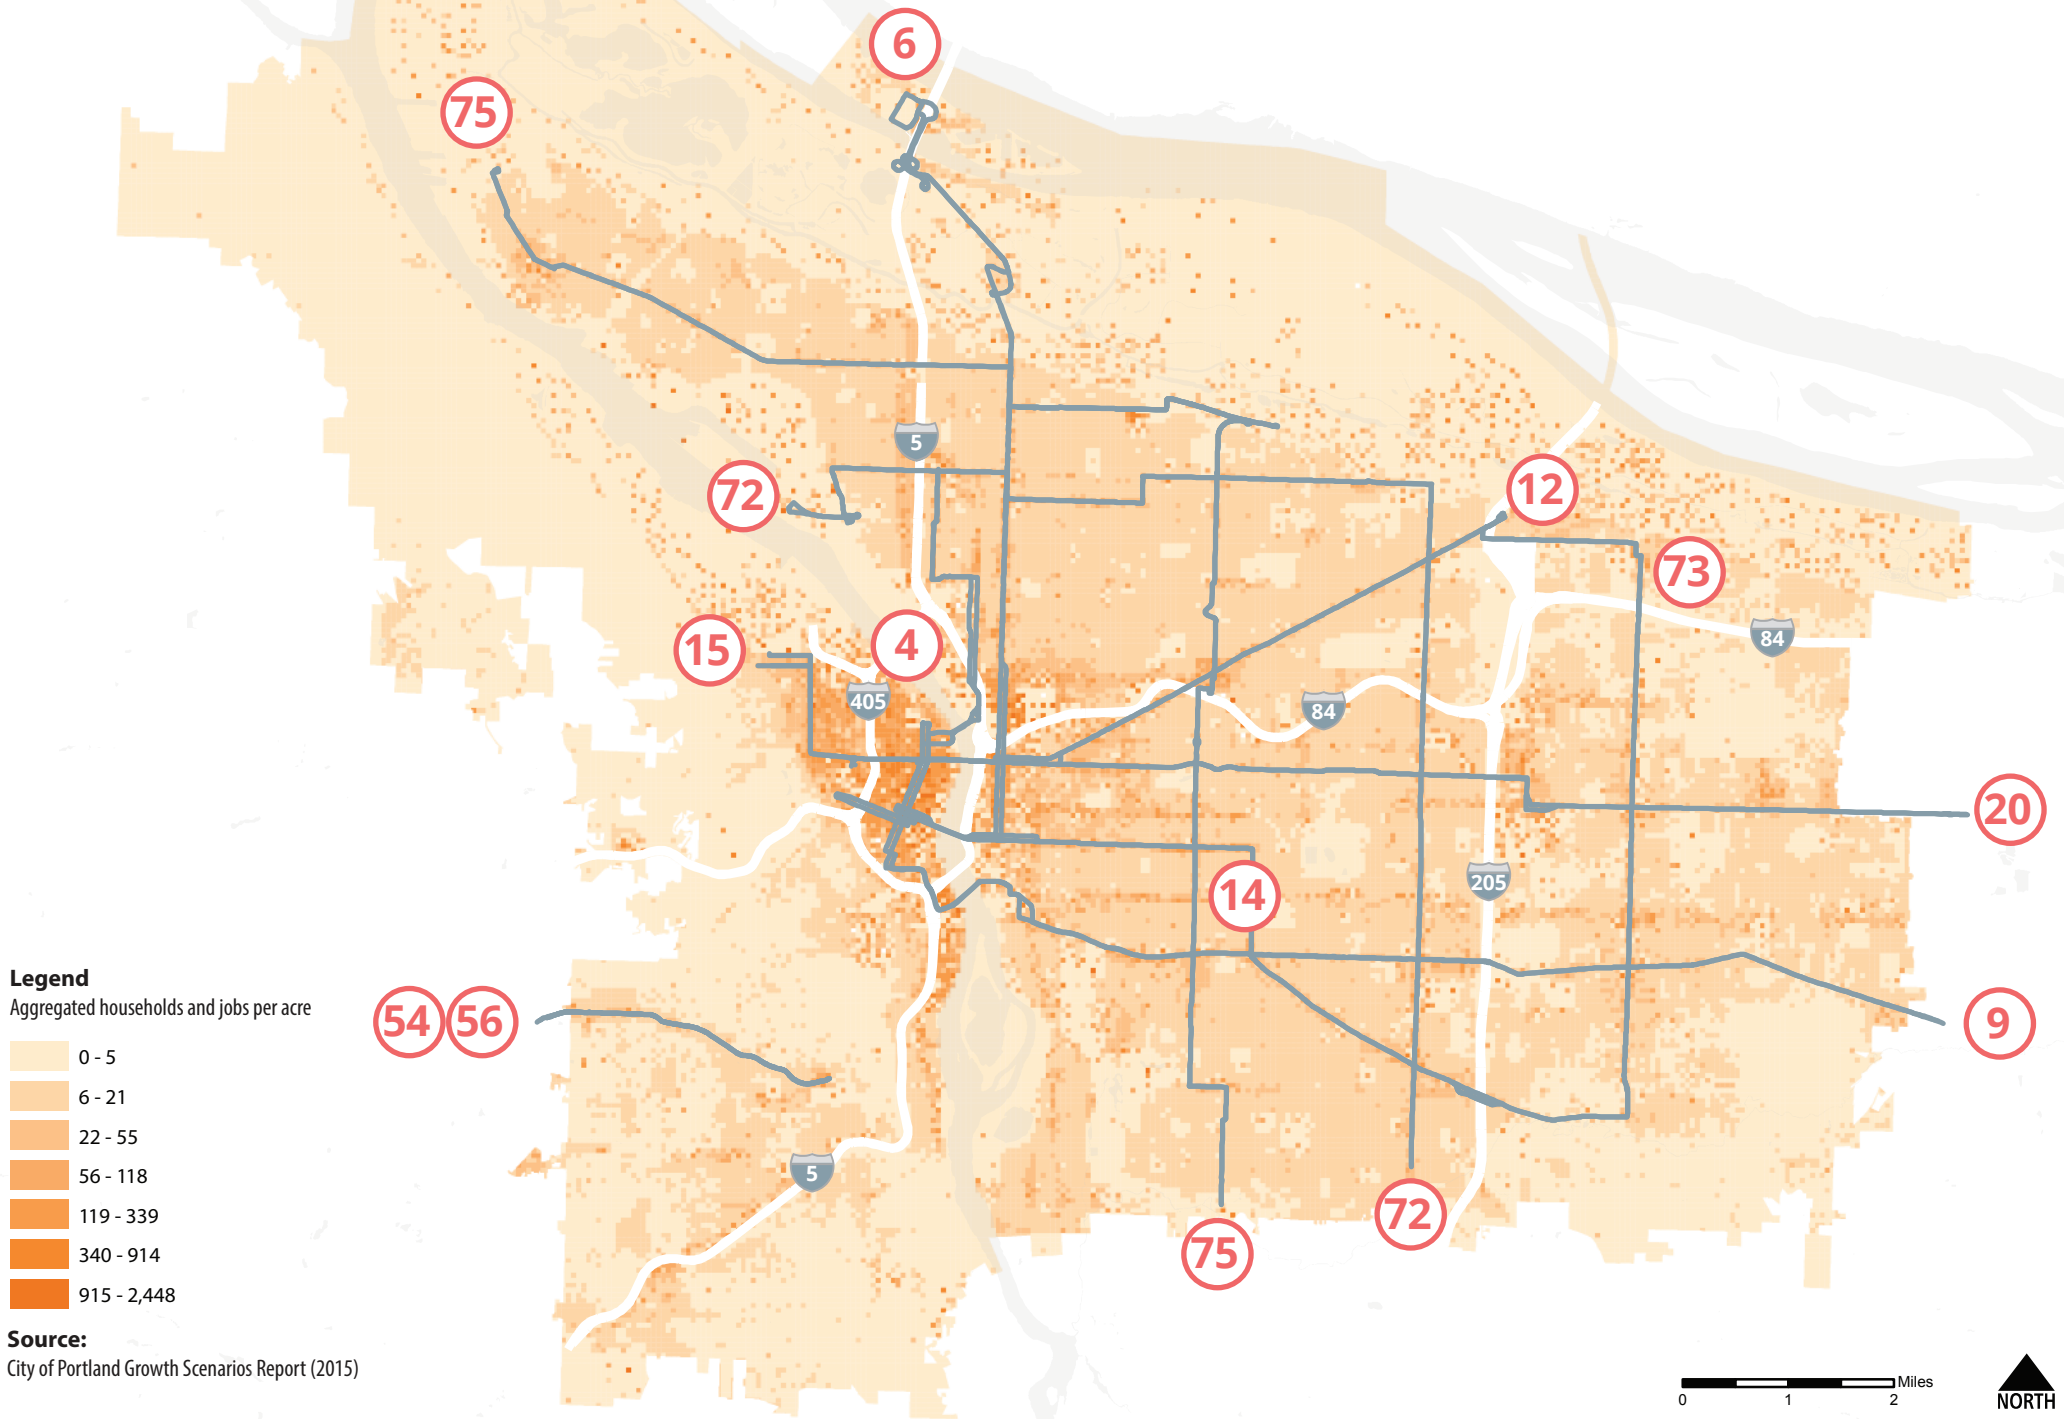 6
75
5
72
12
73
15
4
84
405
84
20
14
205
54 56
9
5
72
75
Legend
Aggregated households and jobs per acre
0 - 5
6 - 21
22 - 55
56 - 118
119 - 339
340 - 914
915 - 2,448
Source:
City of Portland Growth Scenarios Report (2015)
Miles
0 1 2
NORTH